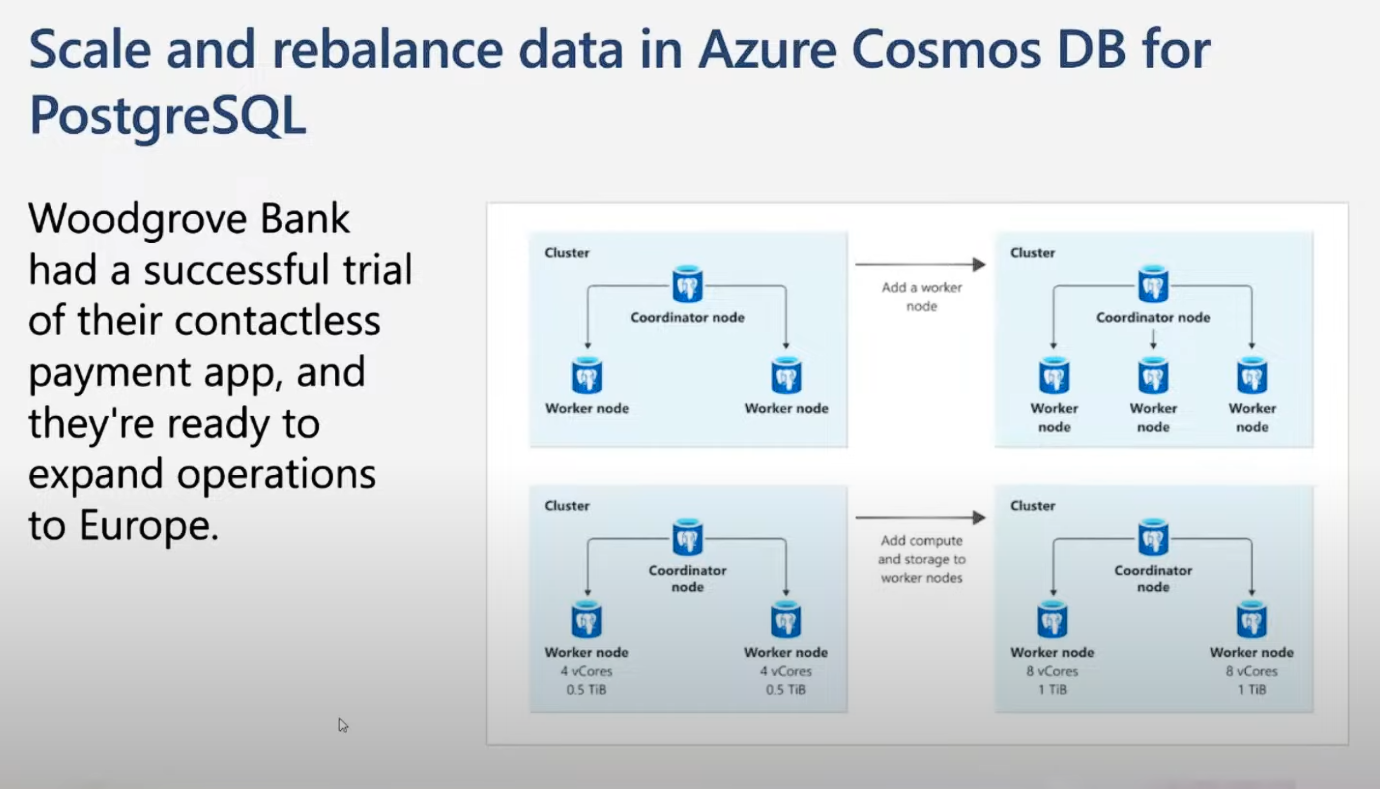 Scale and rebalance data in Azure Cosmos DB for
PostgreSQL
Woodgrove Bank
had a successful trial
of their contactless
payment app, and
they're ready to
expand operations
to Europe.
Cluster
Coordinator node
Worker node
Worker node
Add a worker
node
Cluster
Coordinator node
Worker
node
Worker
node
Worker
node
Cluster
Coordinator
node
Worker node
4 vCores
0.5 TiB
Worker node
4 vCores
0.5 TiB
Add compute
and storage to
worker nodes
Cluster
Coordinator
node
Worker node
8 vCores
1 TiB
Worker node
8 vCores
1 TiB